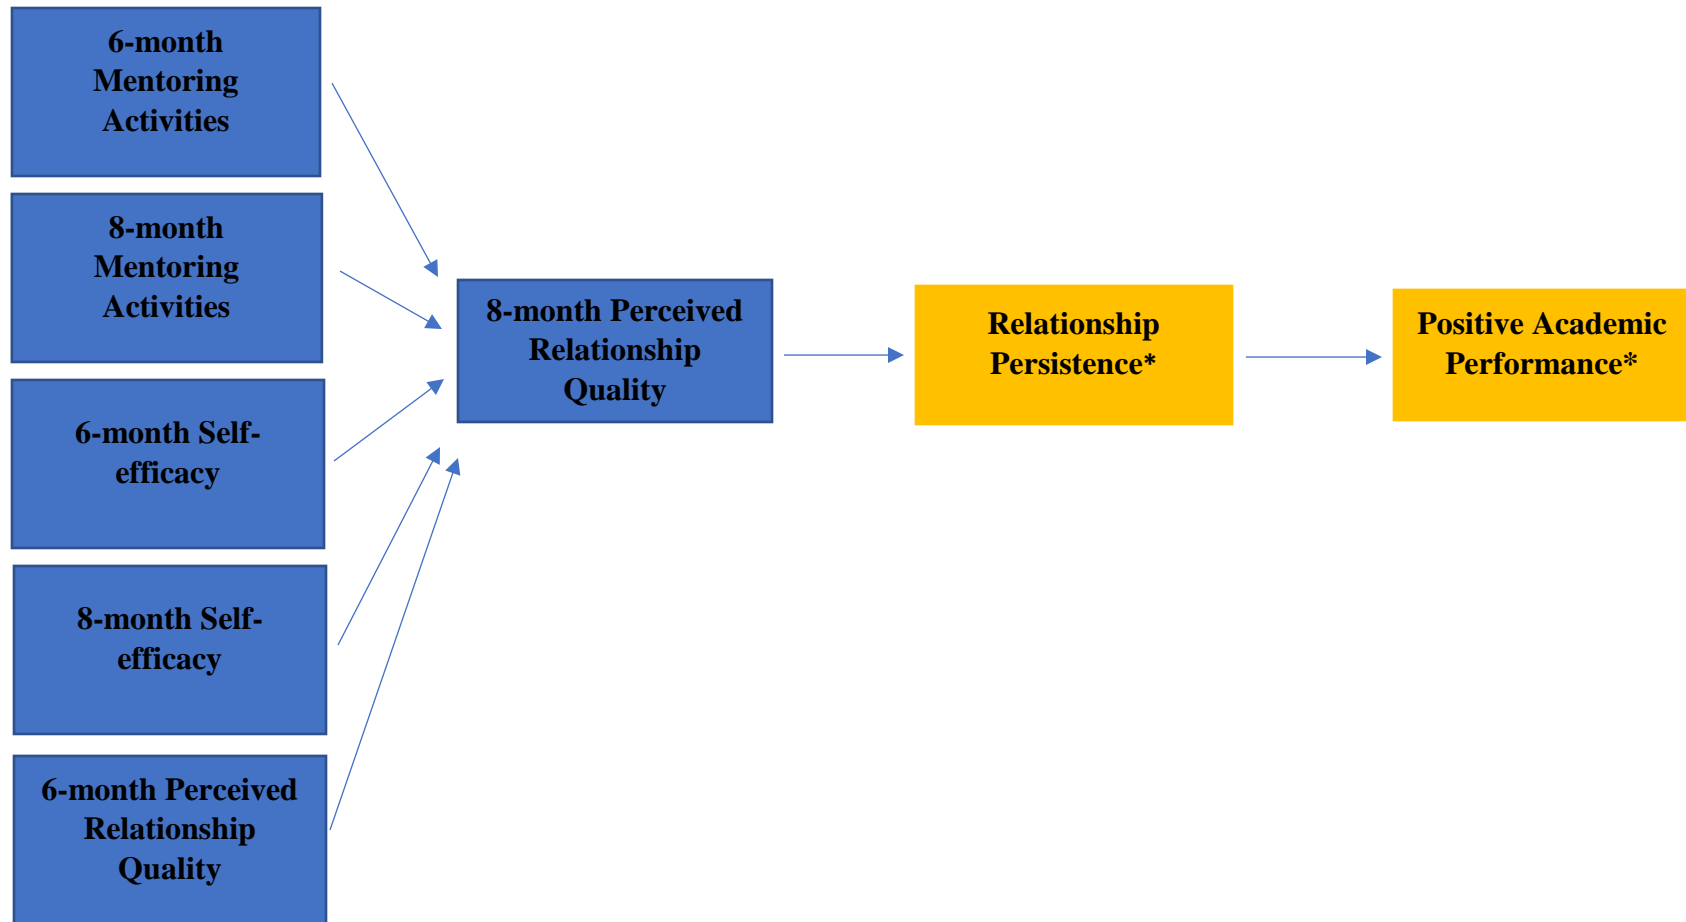 6-month
Mentoring
Activities
8-month
Mentoring
Activities
6-month Self-
efficacy
8-month Self-
efficacy
6-month Perceived
Relationship
Quality
8-month Perceived
Relationship
Quality
Relationship
Persistence*
Positive Academic
Performance*